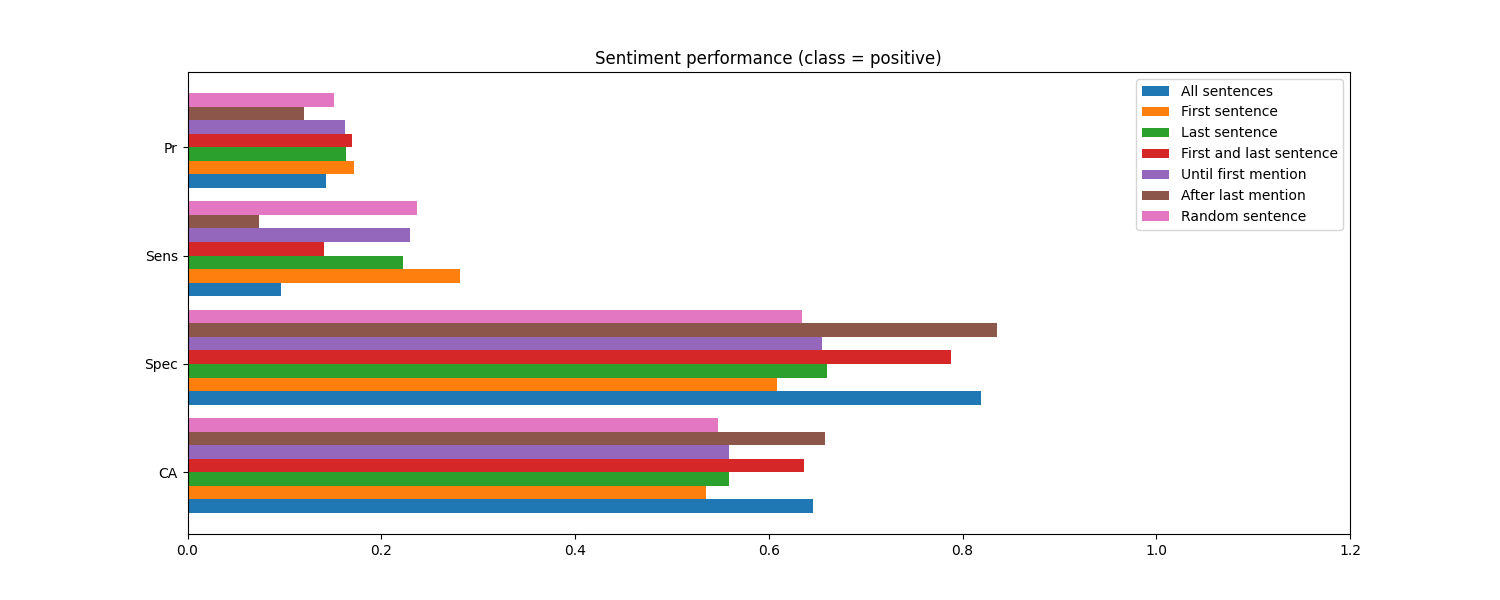 Sentiment performance (class = positive)
All sentences
First sentence
Last sentence
First and last sentence
Until first mention
After last mention
Random sentence
Pr
Sens
Spec
CA
0.0 0.2 0.4 0.6 0.8 1.0 1.2